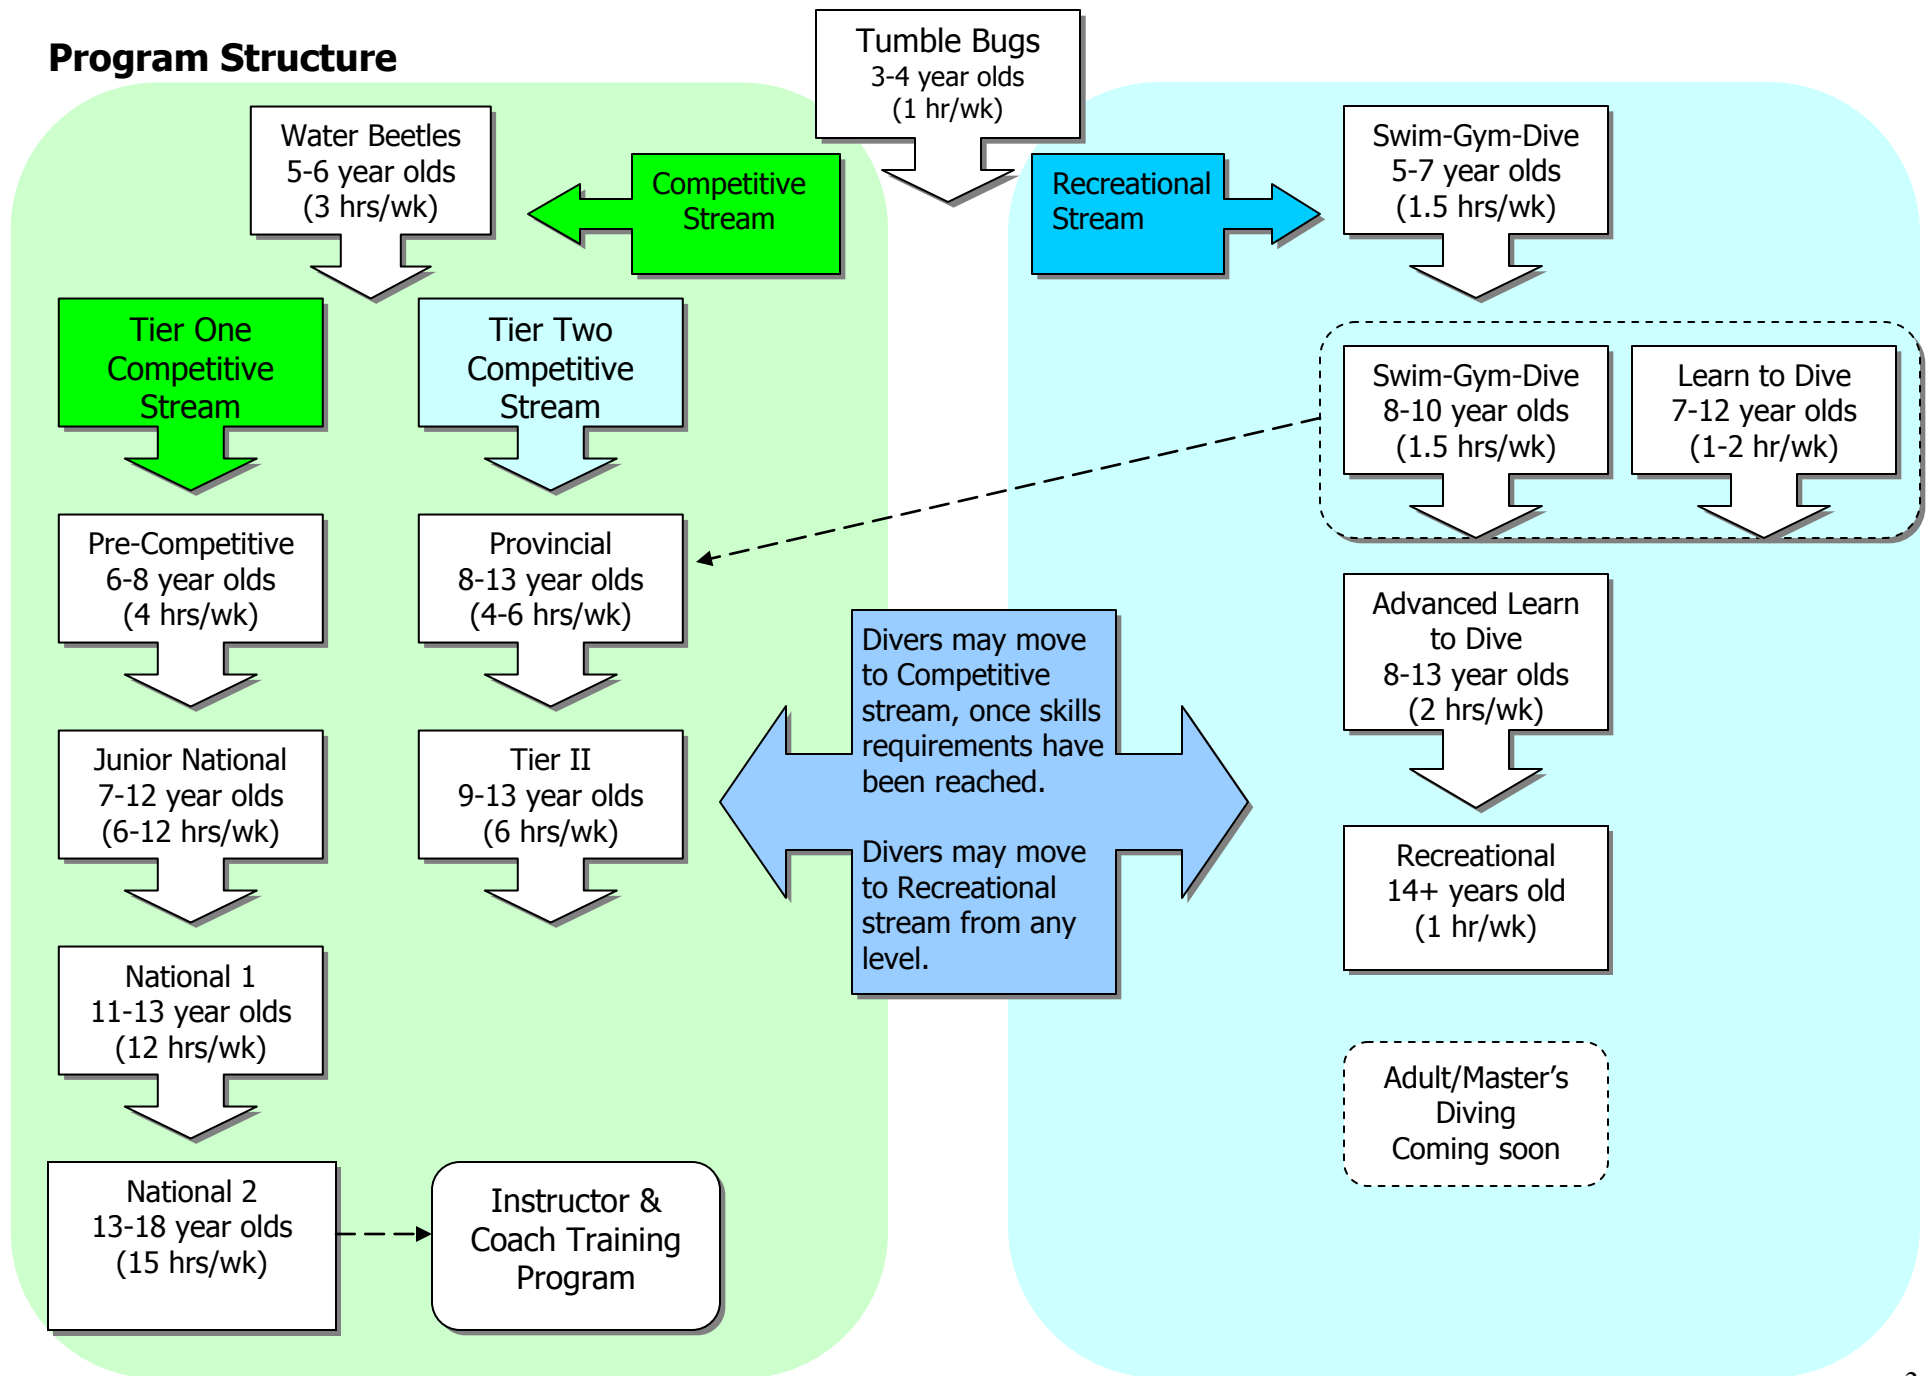 Program Structure
Tumble Bugs
3-4 year olds
(1 hr/wk)
Water Beetles
5-6 year olds
(3 hrs/wk)
Competitive
Stream
Recreational
Stream
Swim-Gym-Dive
5-7 year olds
(1.5 hrs/wk)
Tier One
Competitive
Stream
Tier Two
Competitive
Stream
Swim-Gym-Dive
8-10 year olds
(1.5 hrs/wk)
Learn to Dive
7-12 year olds
(1-2 hr/wk)
Pre-Competitive
6-8 year olds
(4 hrs/wk)
Provincial
8-13 year olds
(4-6 hrs/wk)
Advanced Learn
to Dive
8-13 year olds
(2 hrs/wk)
Divers may move
to Competitive
stream, once skills
requirements have
been reached.
Divers may move
to Recreational
stream from any
level.
Junior National
7-12 year olds
(6-12 hrs/wk)
Tier II
9-13 year olds
(6 hrs/wk)
Recreational
14+ years old
(1 hr/wk)
National 1
11-13 year olds
(12 hrs/wk)
Adult/Master’s
Diving
Coming soon
National 2
13-18 year olds
(15 hrs/wk)
Instructor &
Coach Training
Program